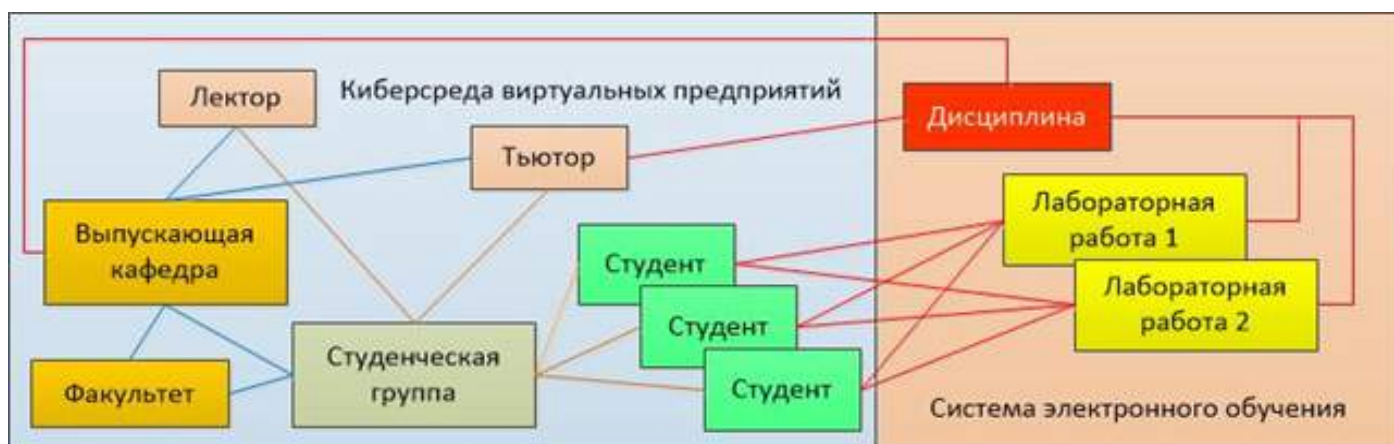 Лектор
Киберсреда виртуальных предприятий
Дисциплина
Тьютор
Выпускающая
кафедра
Лабораторная
работа 1
Студент
Лабораторная
работа 2
Студент
Студенческая
группа
Студент
Факультет
Система электронного обучения